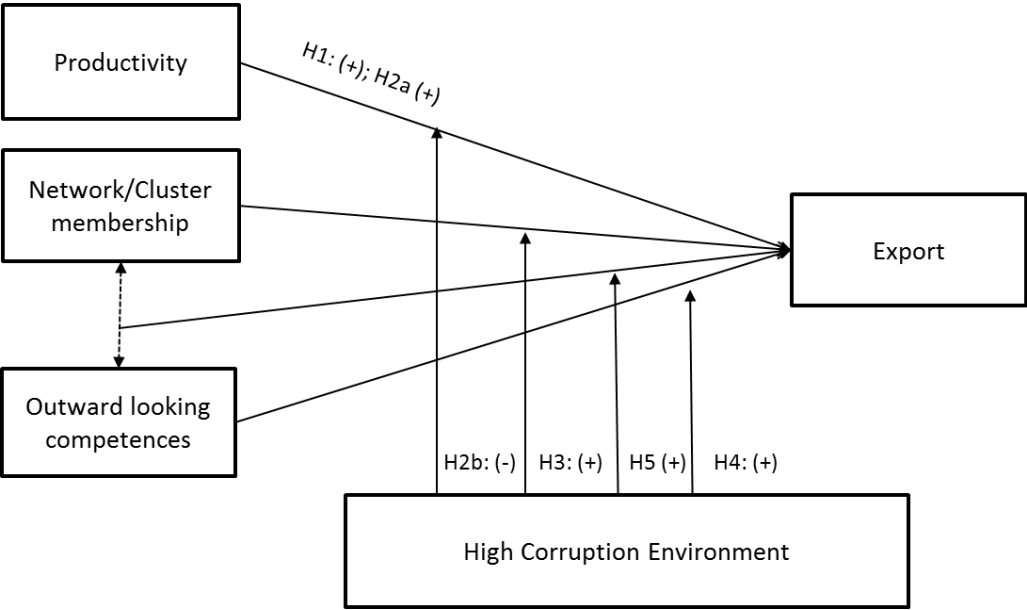 Productivity
H1: (+); H2a (+)
Network/Cluster
membership
Export
Outward looking
competences
H2b: (-)
H3: (+)
H5 (+)
H4: (+)
High Corruption Environment